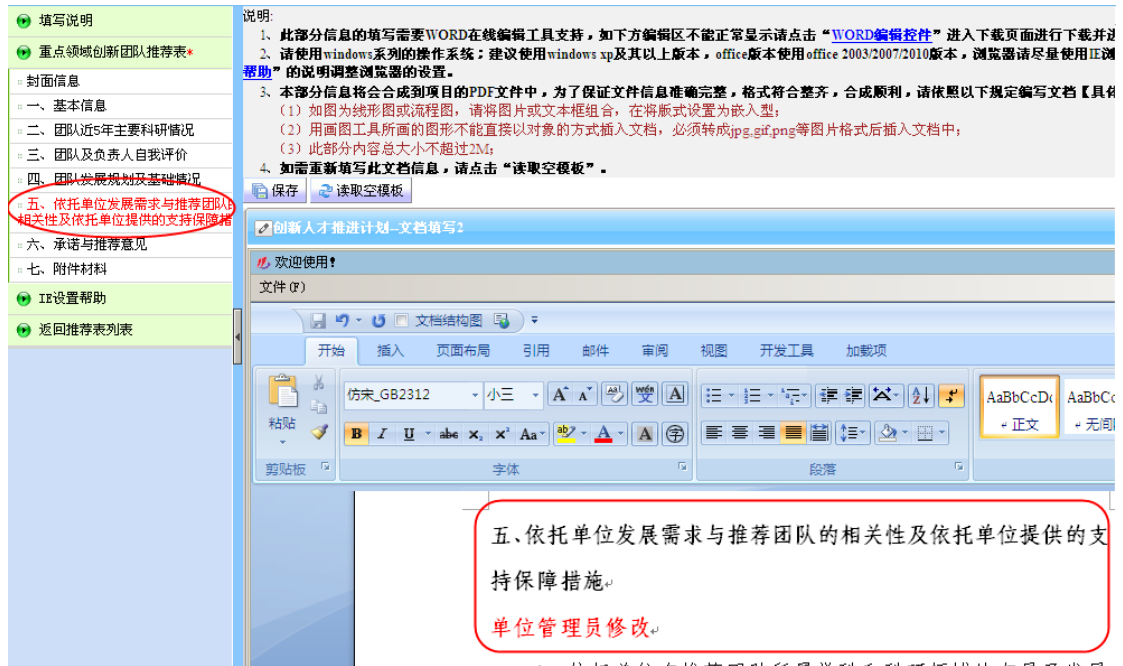 填写说明
重点领域创新团队推荐表*
封面信息
一、基本信息
二、团队近5年主要科研情况
三、团队及负责人自我评价
四、团队发展规划及基础情况
五、依托单位发展需求与推荐团队的
相关性及依托单位提供的支持保障措
六、承诺与推荐意见
七、附件材料
IE设置帮助
返回推荐表列表
说明:
1、此部分信息的填写需要WORD在线编辑工具支持，如下方编辑区不能正常显示请点击“WORD编辑控件”进入下载页面进行下载并进
2、请使用windows系列的操作系统；建议使用windows xp及其以上版本，office版本使用office 2003/2007/2010版本，浏览器请尽量使用IE浏
帮助”的说明调整浏览器的设置。
3、本部分信息将会合成到项目的PDF文件中，为了保证文件信息准确完整，格式符合整齐，合成顺利，请依照以下规定编写文档【具体
（1）如图为线形图或流程图，请将图片或文本框组合，在将版式设置为嵌入型；
（2）用画图工具所画的图形不能直接以对象的方式插入文档，必须转成jpg,gif,png等图片格式后插入文档中；
（3）此部分内容总大小不超过2M；
4、如需重新填写此文档信息，请点击“读取空模板”。
保存 读取空模板
创新人才推进计划--文档填写2
欢迎使用!
文件(F)
文档结构图
开始 插入 页面布局 引用 邮件 审阅 视图 开发工具 加载项
粘贴
仿宋_GB2312 小三
AaBbCcDc AaBbCc
正文 无间
剪贴板 字体 段落
五、依托单位发展需求与推荐团队的相关性及依托单位提供的支
持保障措施
单位管理员修改